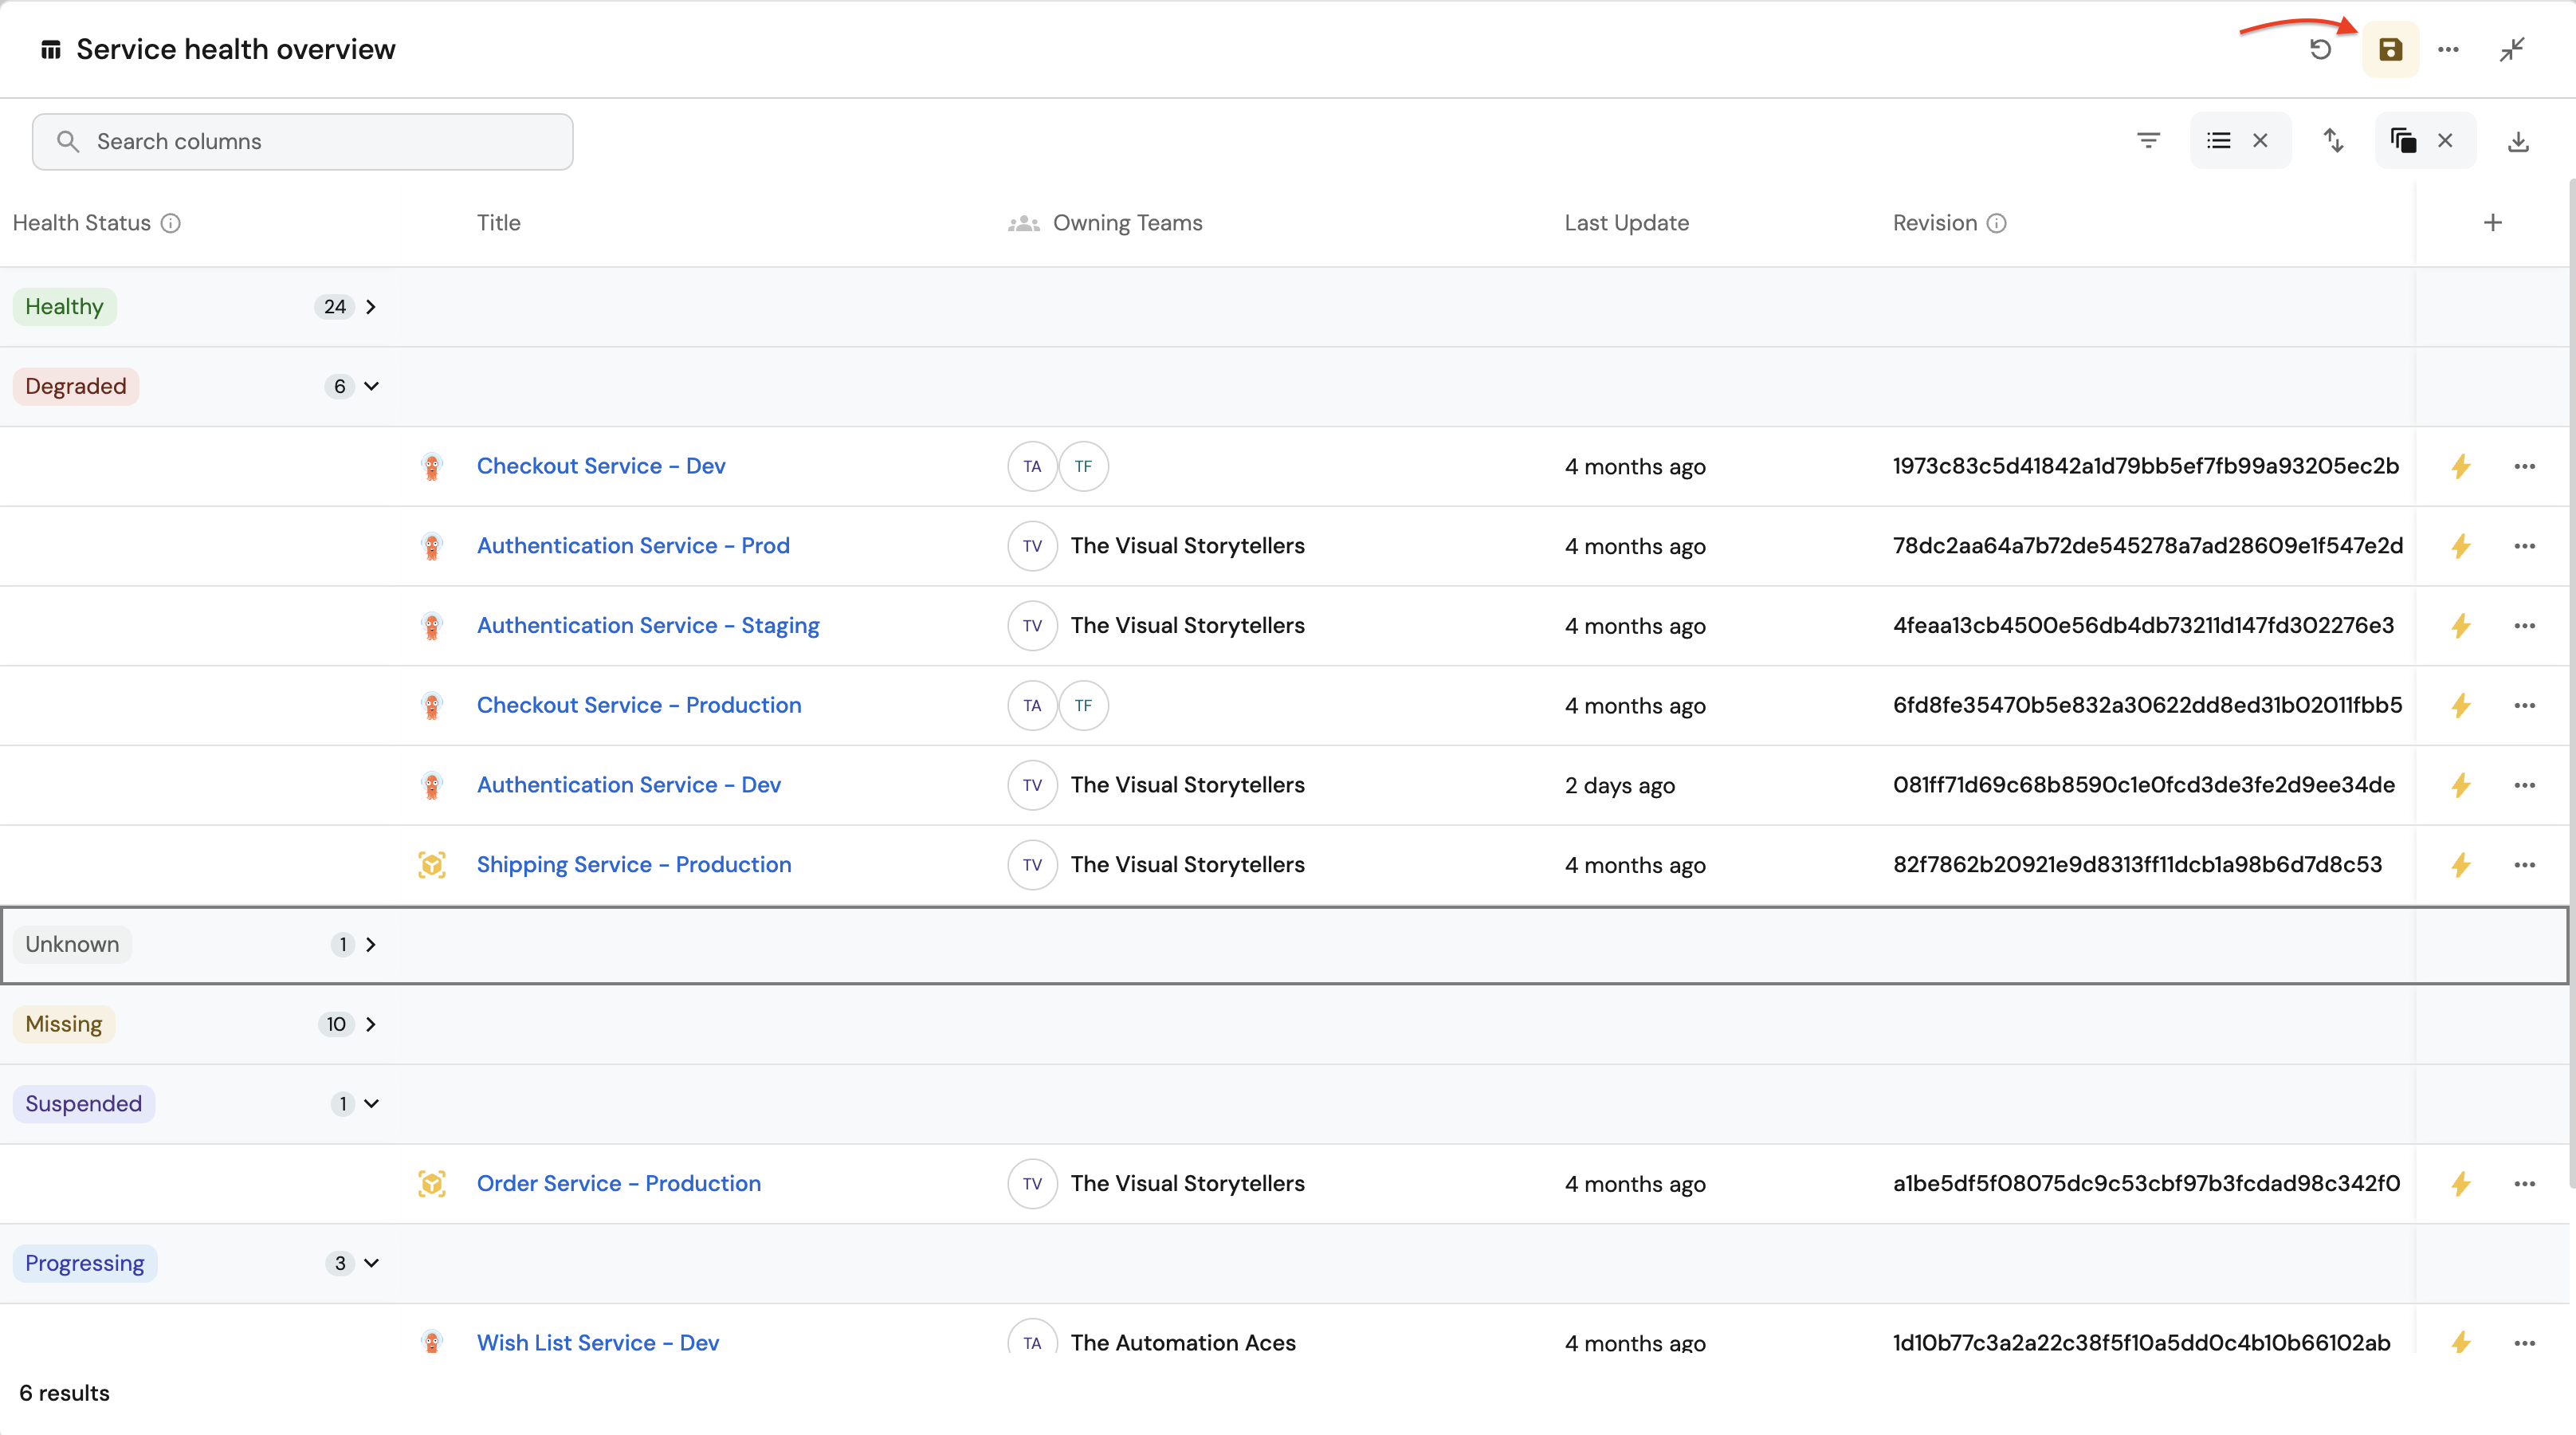 Service health overview
Search columns
Health Status Title Owning Teams Last Update Revision
Healthy 24
Degraded 6
Checkout Service - Dev TA TF 4 months ago 1973c83c5d41842a1d79bb5ef7fb99a93205ec2b
Authentication Service - Prod TV The Visual Storytellers 4 months ago 78dc2aa64a7b72de545278a7ad28609e1f547e2d
Authentication Service - Staging TV The Visual Storytellers 4 months ago 4feaa13cb4500e56db4db73211d147fd302276e3
Checkout Service - Production TA TF 4 months ago 6fd8fe35470b5e832a30622dd8ed31b02011fbb5
Authentication Service - Dev TV The Visual Storytellers 2 days ago 081ff71d69c68b8590c1e0fcd3de3fe2d9ee34de
Shipping Service - Production TV The Visual Storytellers 4 months ago 82f7862b20921e9d8313ff11dcb1a98b6d7d8c53
Unknown 1
Missing 10
Suspended 1
Order Service - Production TV The Visual Storytellers 4 months ago a1be5df5f08075dc9c53cbf97b3fcdad98c342f0
Progressing 3
Wish List Service - Dev TA The Automation Aces 4 months ago 1d10b77c3a2a22c38f5f10a5dd0c4b10b66102ab
6 results